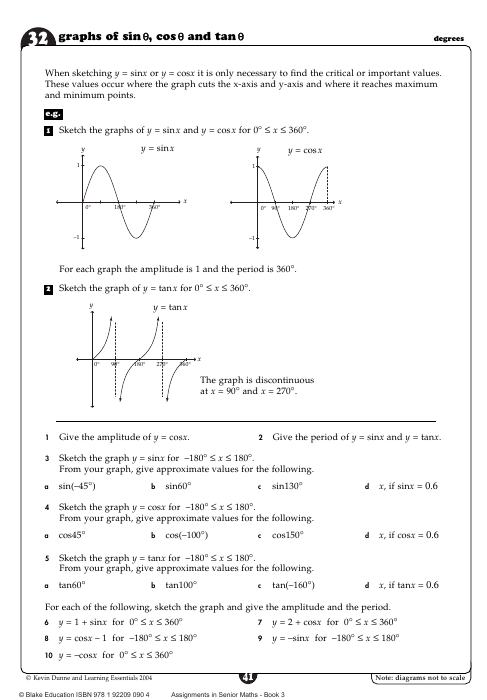 32 graphs of sin θ, cos θ and tan θ degrees
When sketching y = sinx or y = cosx it is only necessary to find the critical or important values.
These values occur where the graph cuts the x-axis and y-axis and where it reaches maximum
and minimum points.
e.g.
1 Sketch the graphs of y = sinx and y = cosx for 0° ≤ x ≤ 360°.
y y = sinx y y = cosx
1 1
x x
0° 180° 360° 0° 90° 180° 270° 360°
–1 –1
For each graph the amplitude is 1 and the period is 360°.
2 Sketch the graph of y = tanx for 0° ≤ x ≤ 360°.
y y = tanx
x
0° 90° 180° 270° 360°
The graph is discontinuous
at x = 90° and x = 270°.
1 Give the amplitude of y = cosx. 2 Give the period of y = sinx and y = tanx.
3 Sketch the graph y = sinx for –180° ≤ x ≤ 180°.
From your graph, give approximate values for the following.
a sin(–45°) b sin60° c sin130° d x, if sinx = 0.6
4 Sketch the graph y = cosx for –180° ≤ x ≤ 180°.
From your graph, give approximate values for the following.
a cos45° b cos(–100°) c cos150° d x, if cosx = 0.6
5 Sketch the graph y = tanx for –180° ≤ x ≤ 180°.
From your graph, give approximate values for the following.
a tan60° b tan100° c tan(–160°) d x, if tanx = 0.6
For each of the following, sketch the graph and give the amplitude and the period.
6 y = 1 + sinx for 0° ≤ x ≤ 360° 7 y = 2 + cosx for 0° ≤ x ≤ 360°
8 y = cosx – 1 for –180° ≤ x ≤ 180° 9 y = –sinx for –180° ≤ x ≤ 180°
10 y = –cosx for 0° ≤ x ≤ 360°
© Kevin Dunne and Learning Essentials 2004 41 Note: diagrams not to scale
© Blake Education ISBN 978 1 92209 090 4 Assignments in Senior Maths - Book 3